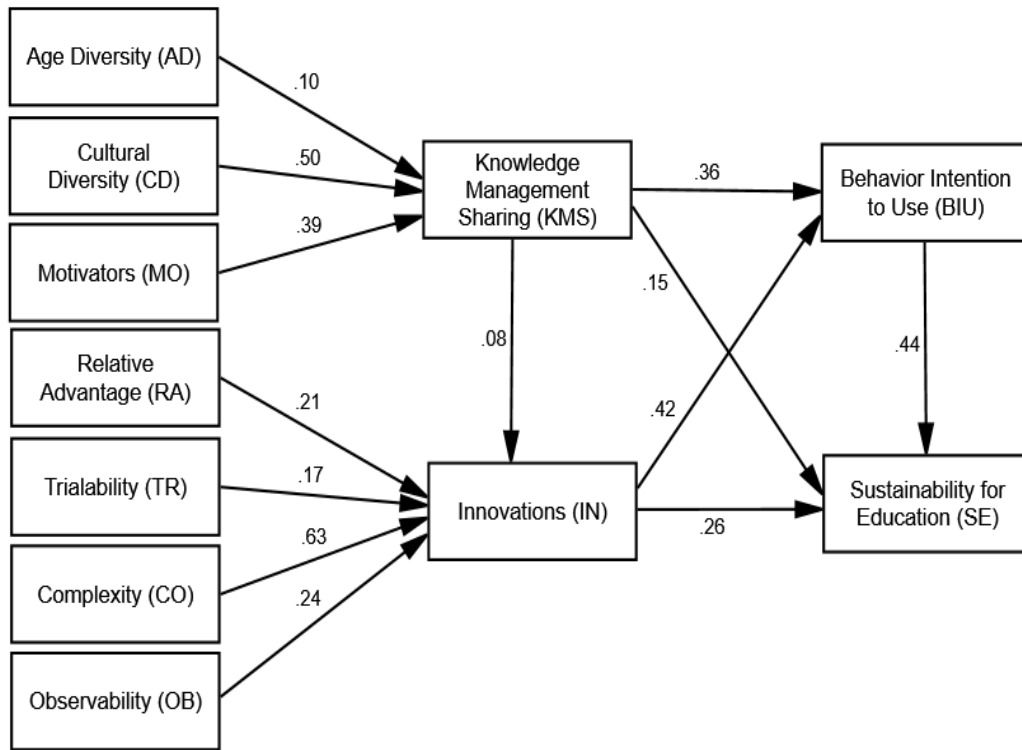 Age Diversity (AD)
.10
Cultural
Diversity (CD)
.50
Motivators (MO)
.39
Knowledge
Management
Sharing (KMS)
.36
Behavior Intention
to Use (BIU)
.15
.08
.44
Relative
Advantage (RA)
.21
.42
Trialability (TR)
.17
Innovations (IN)
.26
Sustainability for
Education (SE)
Complexity (CO)
.63
.24
Observability (OB)